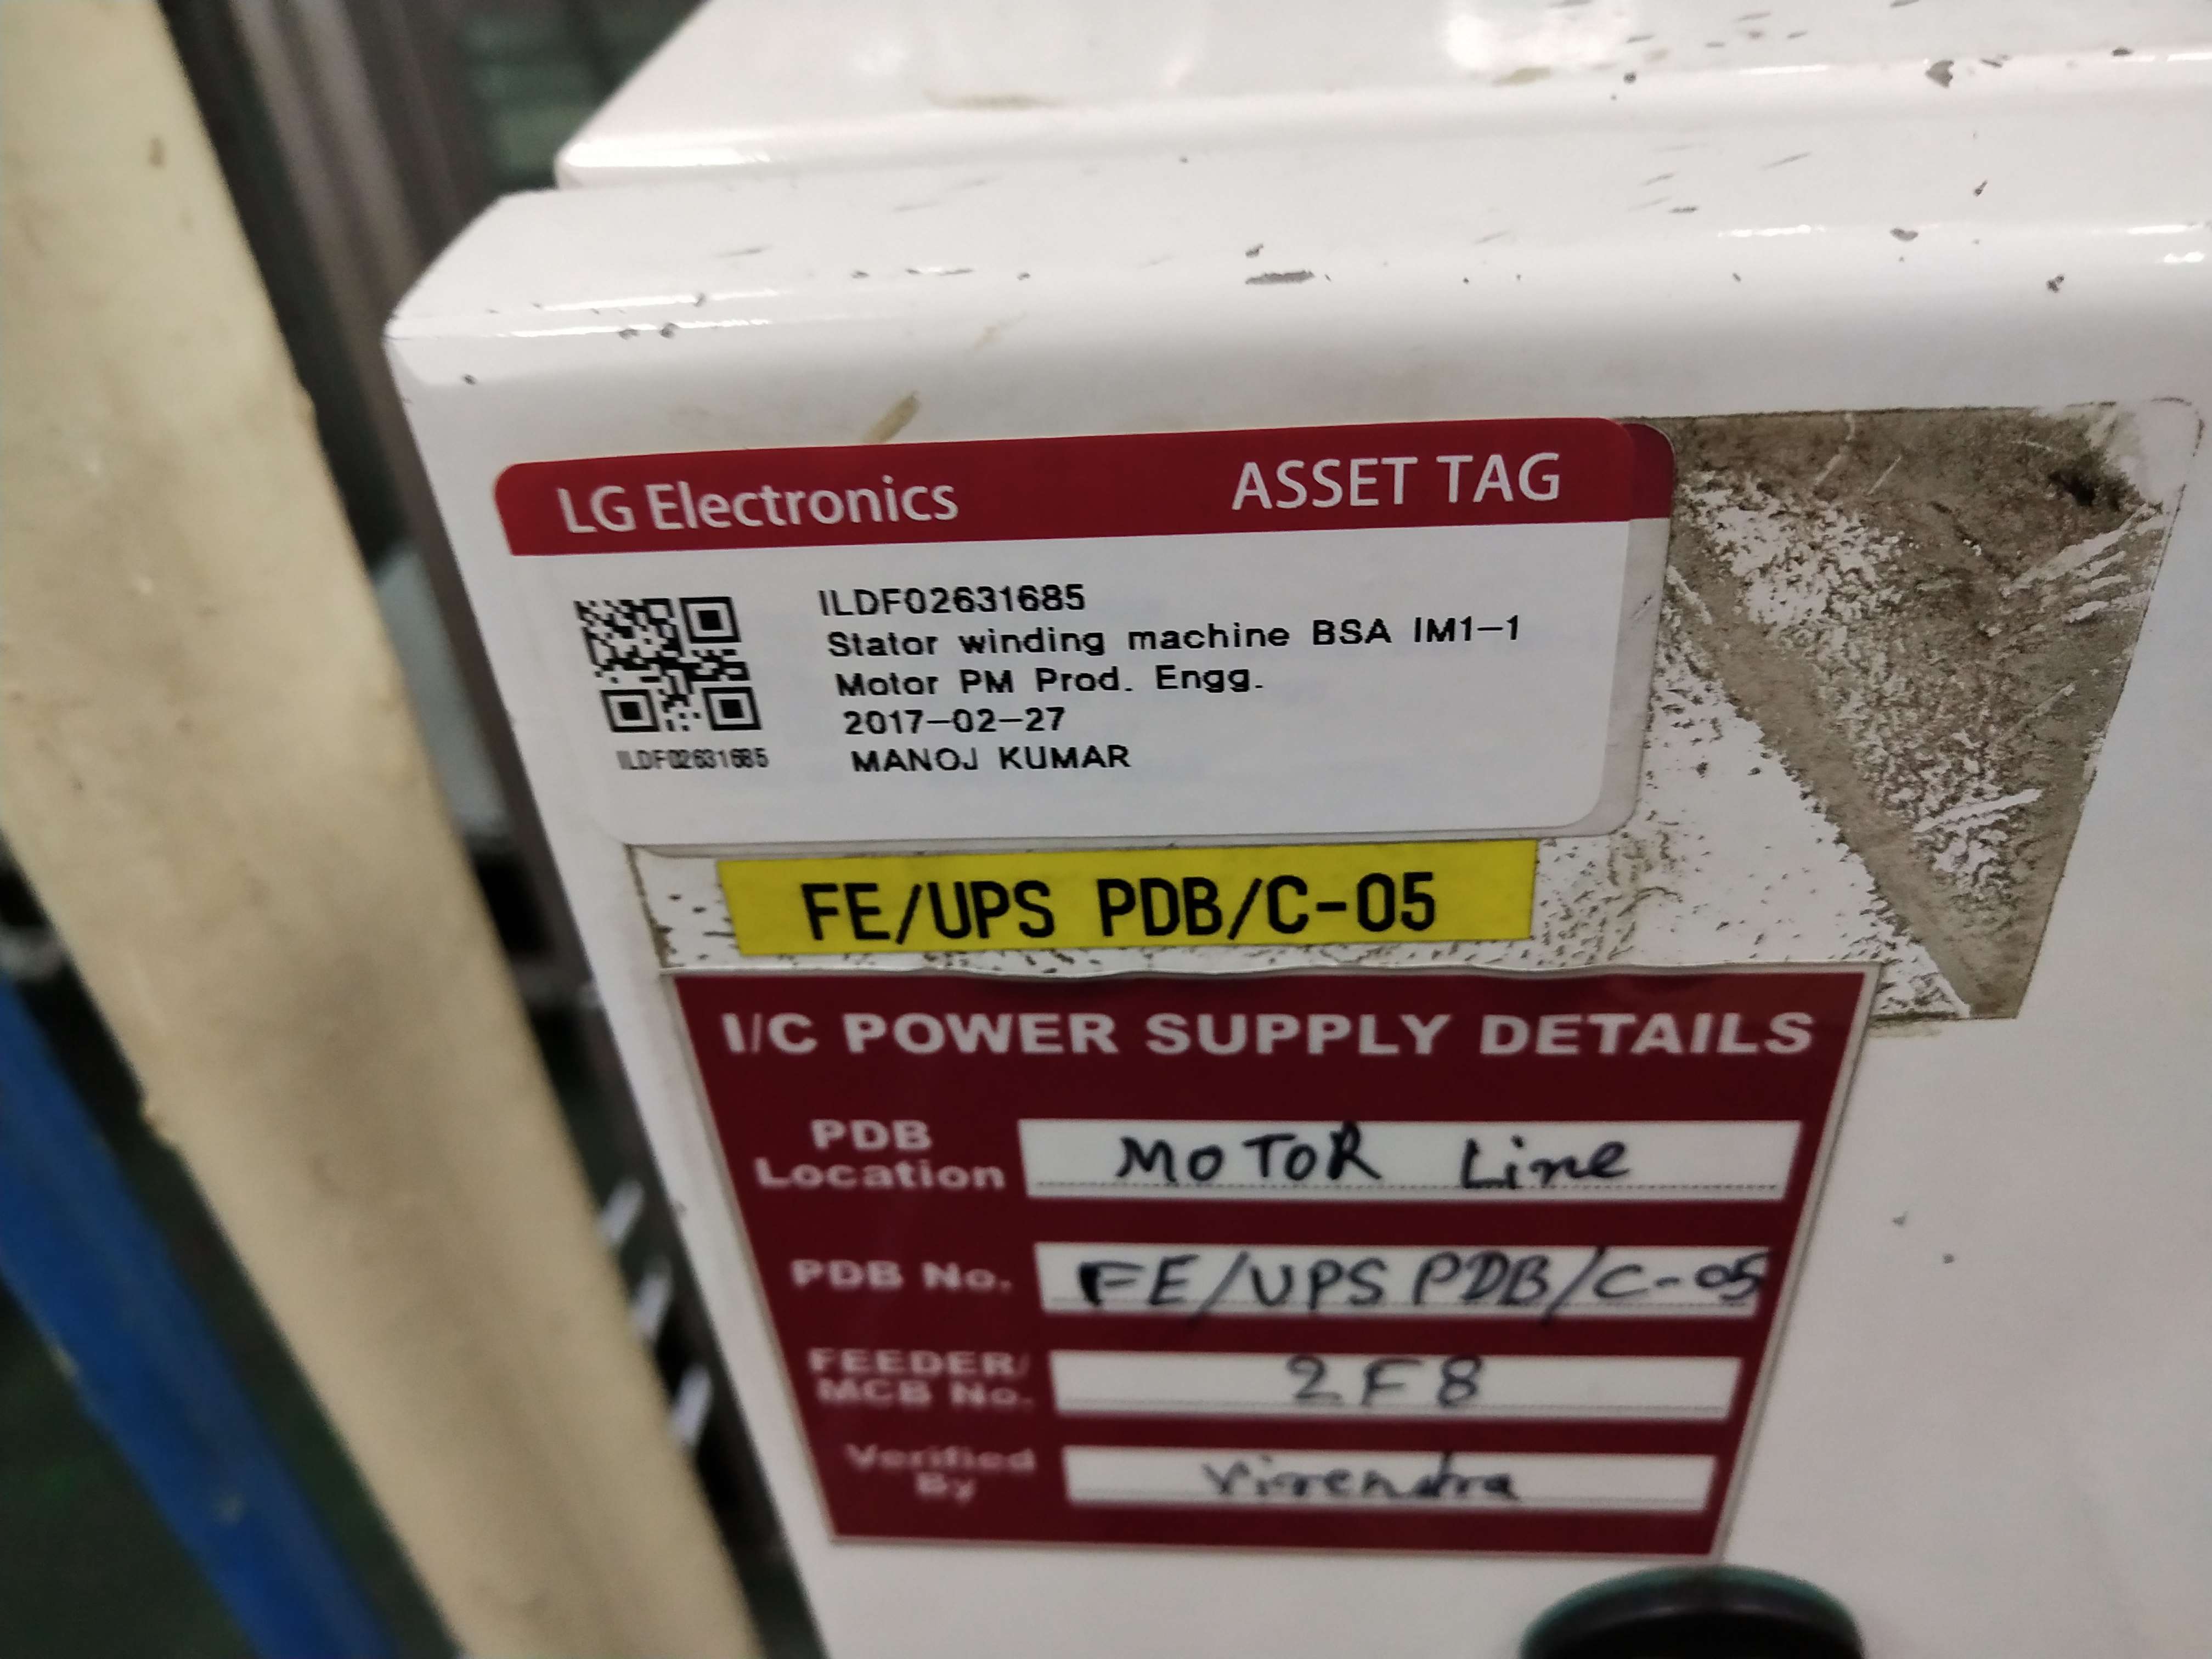 LG Electronics ASSET TAG
ILDF02631685
Stator winding machine BSA IM1-1
Motor PM Prod. Engg.
2017-02-27
MANOJ KUMAR
ILDF02631685
FE/UPS PDB/C-05
I/C POWER SUPPLY DETAILS
PDB Location MOTOR Line
PDB No. FE/UPS PDB/C-05
FEEDER/ MCB No. 2F8
Verified By Virendra